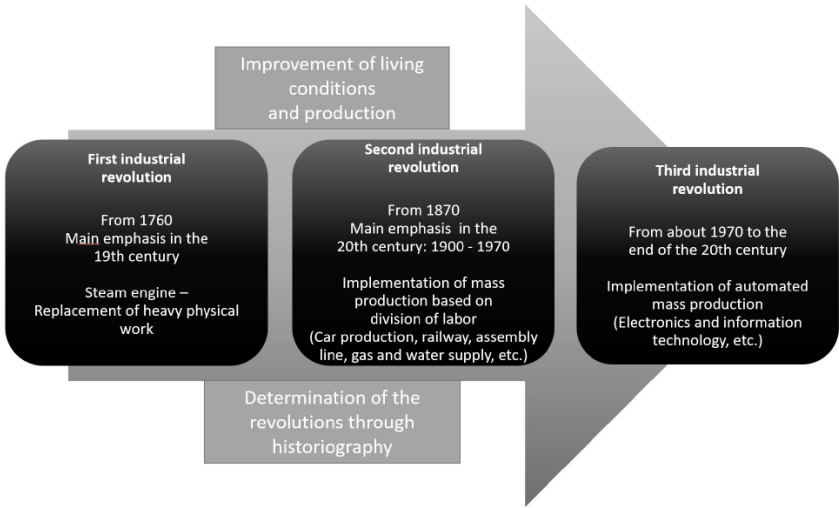 Improvement of living
conditions
and production
First industrial
revolution
From 1760
Main emphasis in the
19th century
Steam engine –
Replacement of heavy physical
work
Second industrial
revolution
From 1870
Main emphasis in the
20th century: 1900 - 1970
Implementation of mass
production based on
division of labor
(Car production, railway, assembly
line, gas and water supply, etc.)
Third industrial
revolution
From about 1970 to the
end of the 20th century
Implementation of automated
mass production
(Electronics and information
technology, etc.)
Determination of the
revolutions through
historiography